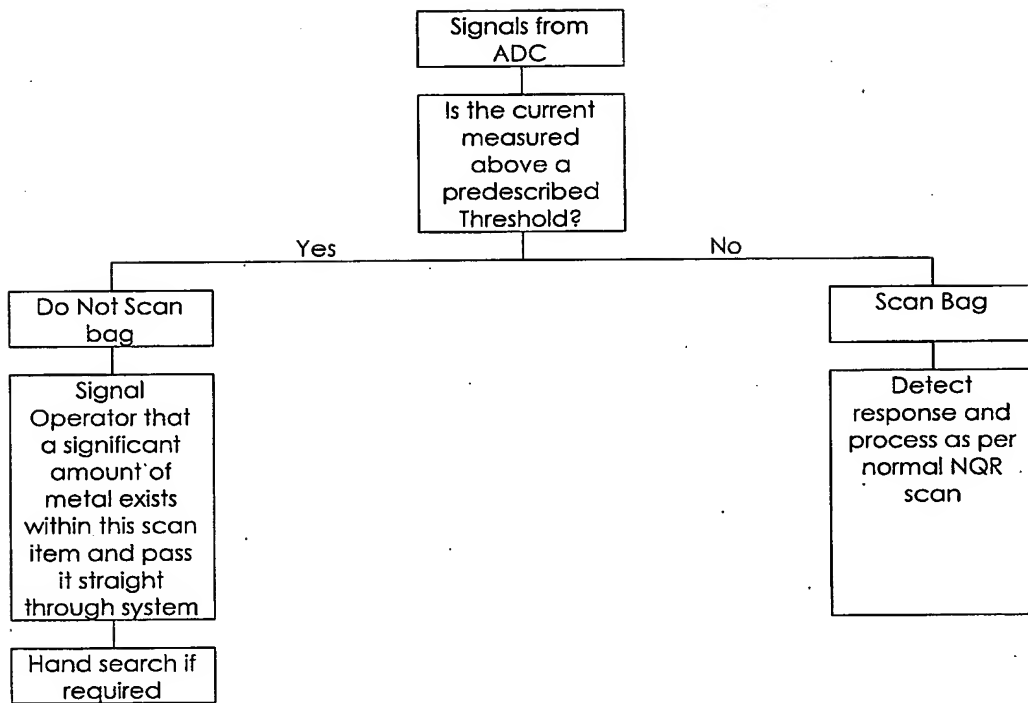 Signals from
ADC
Is the current
measured
above a
predescribed
Threshold?
Yes
No
Do Not Scan
bag
Scan Bag
Signal
Operator that
a significant
amount of
metal exists
within this scan
item and pass
it straight
through system
Detect
response and
process as per
normal NQR
scan
Hand search if
required